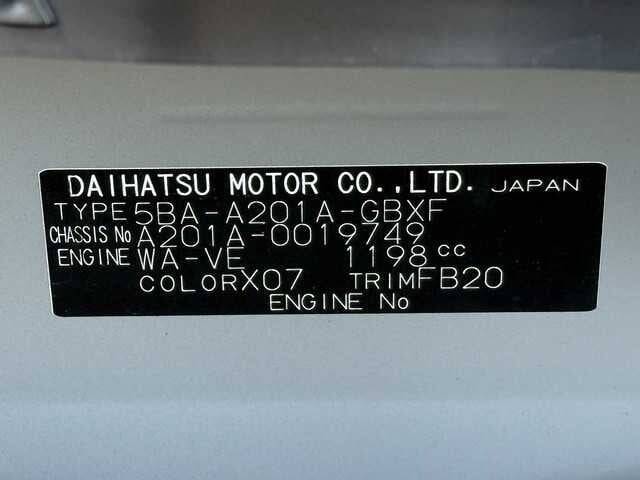 DAIHATSU MOTOR CO.,LTD. JAPAN
TYPE 5BA-A201A-GBXF
CHASSIS No A201A-0019749
ENGINE WA-VE 1198 cc
COLOR X07 TRIM FB20
ENGINE No